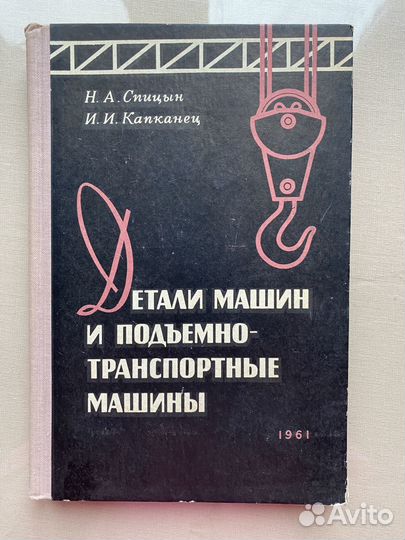 Н. А. Спицын
И. И. Капканец
Детали машин
и подъемно-
транспортные
машины
1961
Avito